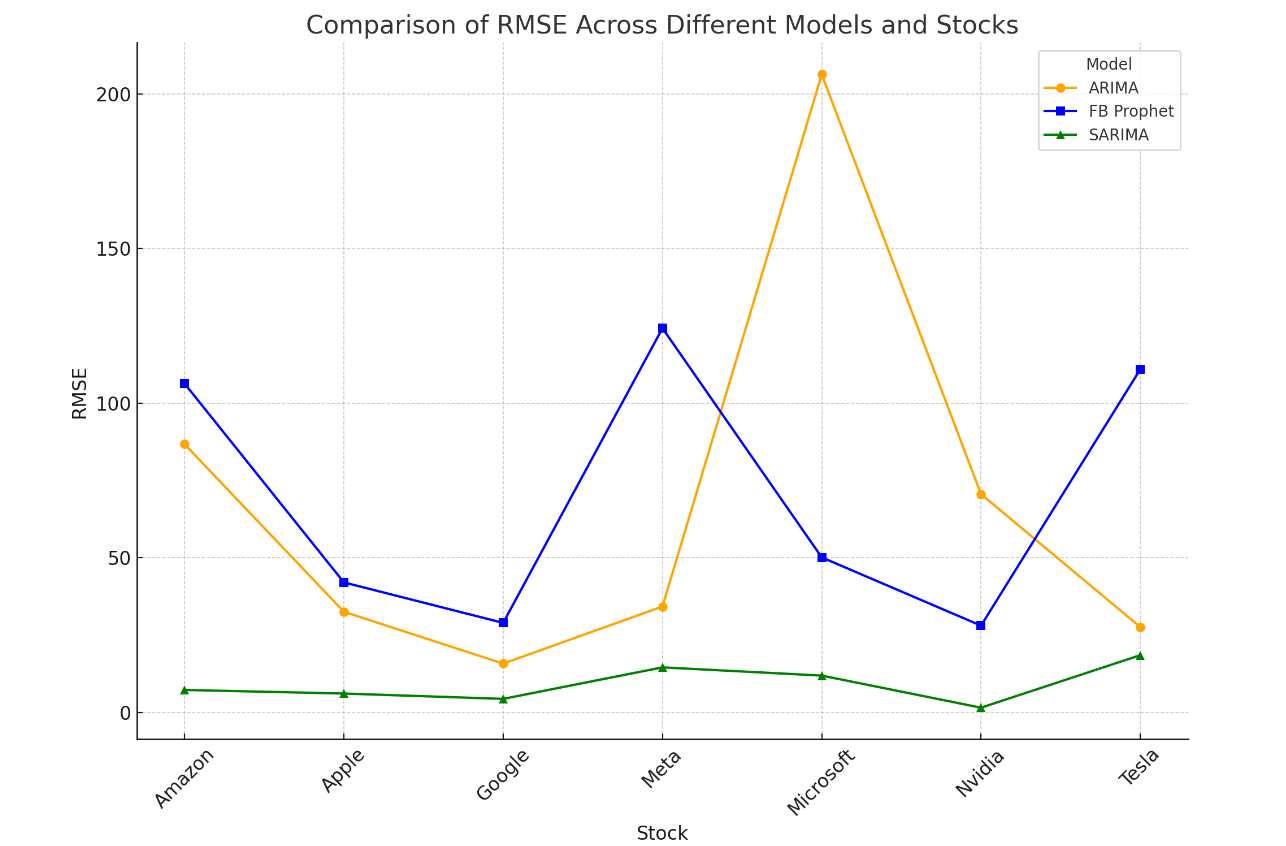 Comparison of RMSE Across Different Models and Stocks
Model
ARIMA
FB Prophet
SARIMA
200
150
100
50
0
RMSE
Amazon
Apple
Google
Meta
Microsoft
Nvidia
Tesla
Stock